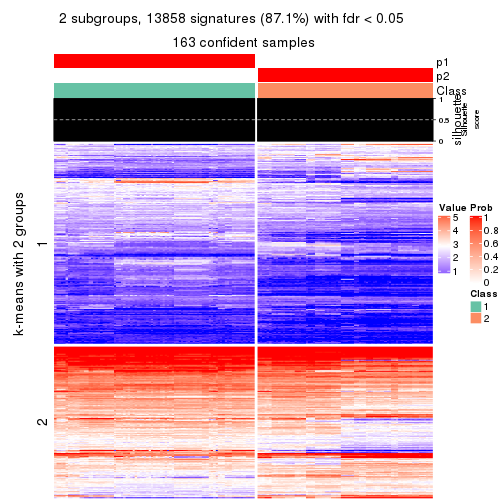 2 subgroups, 13858 signatures (87.1%) with fdr < 0.05
163 confident samples
p1
p2
Class
silhouette
Silhouette
score
1
0.5
0
k-means with 2 groups
1
2
Value
5
4
3
2
1
Prob
1
0.8
0.6
0.4
0.2
0
Class
1
2